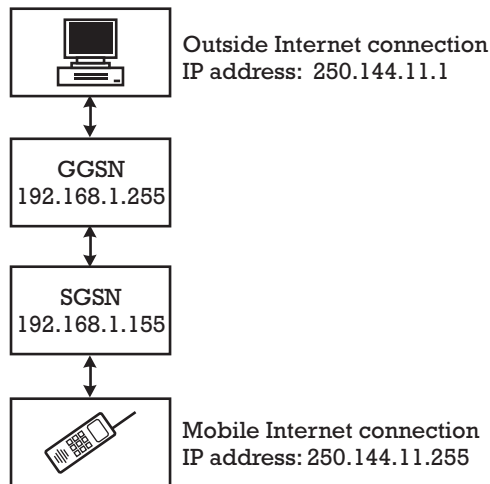 Outside Internet connection
IP address: 250.144.11.1
GGSN
192.168.1.255
SGSN
192.168.1.155
Mobile Internet connection
IP address: 250.144.11.255